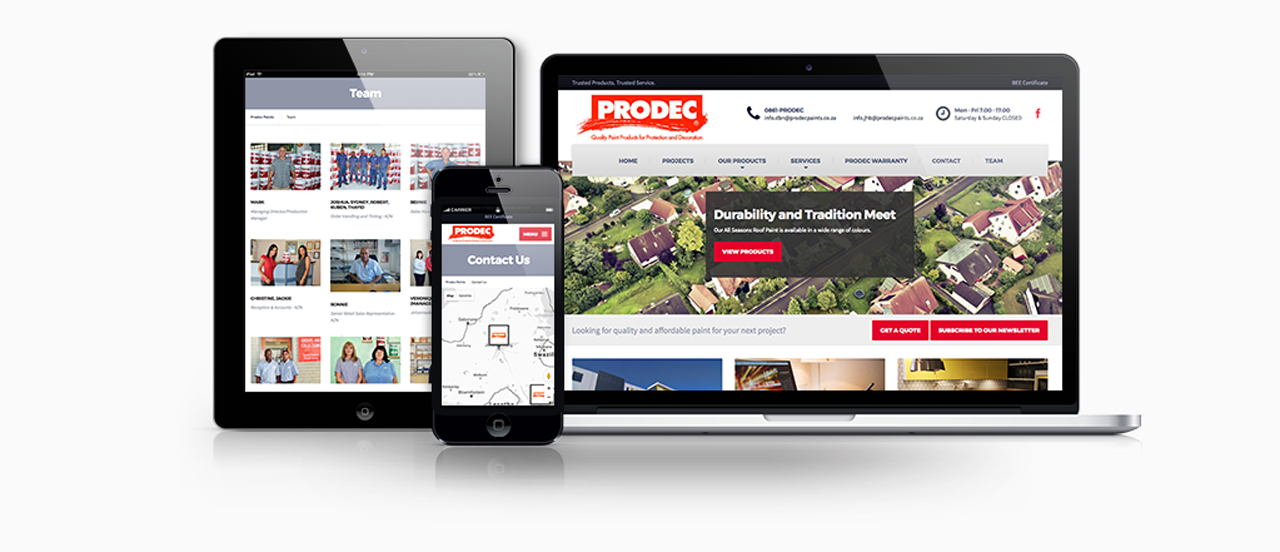 iPad
Team
Prodec Paints
Team
MARK
Managing Director/Production
Manager
JOSHUA, SYDNEY, ROBERT,
KUBEN, THAYID
Order Handling and Tinting - KZN
CHRISTINE, JACKIE
Reception & Accounts - KZN
RONNIE
Senior Retail Sales Representative -
KZN
CARRIER
BEE Certificate
PRODEC
MENU
Contact Us
Prodec Paints
Contact Us
Map
Satellite
Gaborone
Welkom
Bloemfontein
Swazil
Trusted Products. Trusted Service.
BEE Certificate
PRODEC
Quality Paint Products for Protection and Decoration
0861-PRODEC
info.dbn@prodecpaints.co.za
info.jhb@prodecpaints.co.za
Mon - Fri 7:00 - 17:00
Saturday & Sunday CLOSED
f
HOME
PROJECTS
OUR PRODUCTS
SERVICES
PRODEC WARRANTY
CONTACT
TEAM
Durability and Tradition Meet
Our All Seasons Roof Paint is available in a wide range of colours.
VIEW PRODUCTS
Looking for quality and affordable paint for your next project?
GET A QUOTE
SUBSCRIBE TO OUR NEWSLETTER